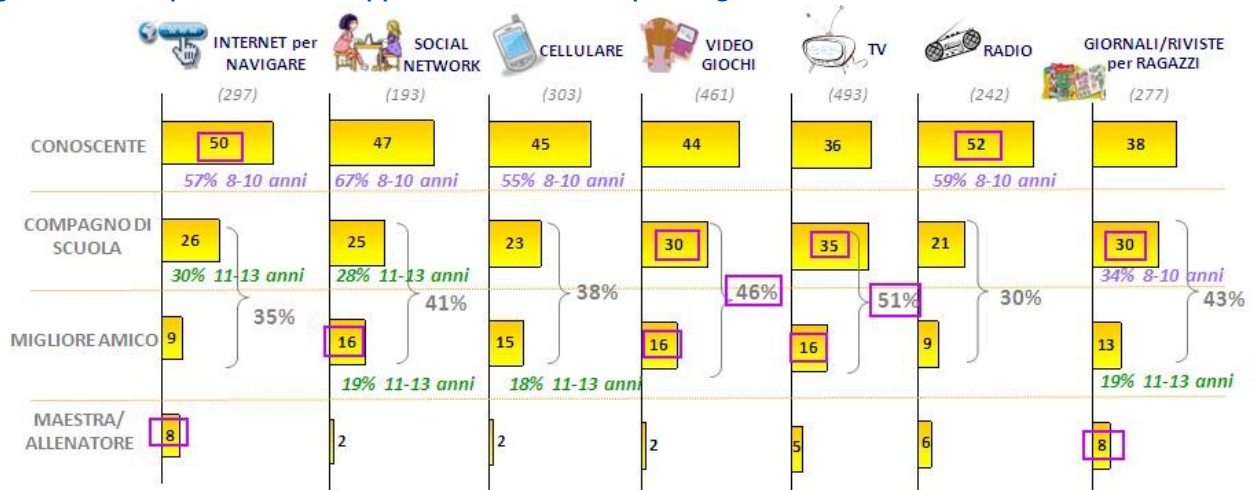 INTERNET per
NAVIGARE
SOCIAL
NETWORK
CELLULARE
VIDEO
GIOCHI
TV
RADIO
GIORNALI/RIVISTE
per RAGAZZI
(297) (193) (303) (461) (493) (242) (277)
CONOSCENTE 50 47 45 44 36 52 38
57% 8-10 anni 67% 8-10 anni 55% 8-10 anni 59% 8-10 anni
COMPAGNO DI
SCUOLA
26 25 23 30 35 21 30
30% 11-13 anni 28% 11-13 anni 34% 8-10 anni
35% 41% 38% 46% 51% 30% 43%
MIGLIORE AMICO 9 16 15 16 16 9 13
19% 11-13 anni 18% 11-13 anni 19% 11-13 anni
MAESTRA/
ALLENATORE
8 2 2 2 5 6 8